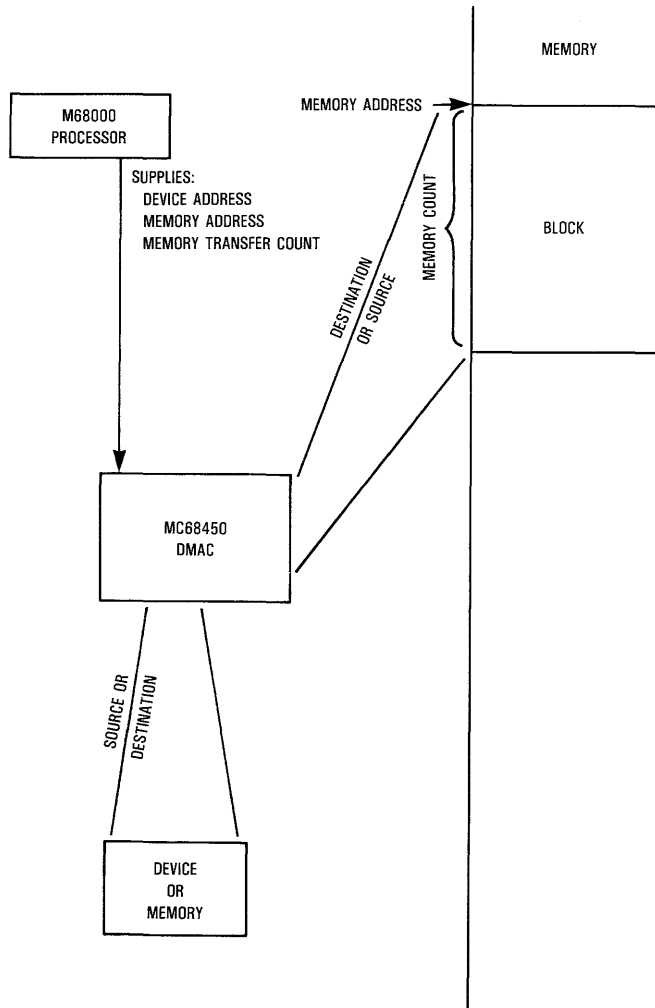 MEMORY
MEMORY ADDRESS
M68000
PROCESSOR
SUPPLIES:
DEVICE ADDRESS
MEMORY ADDRESS
MEMORY TRANSFER COUNT
MEMORY COUNT
BLOCK
DESTINATION
OR SOURCE
MC68450
DMAC
SOURCE OR
DESTINATION
DEVICE
OR
MEMORY